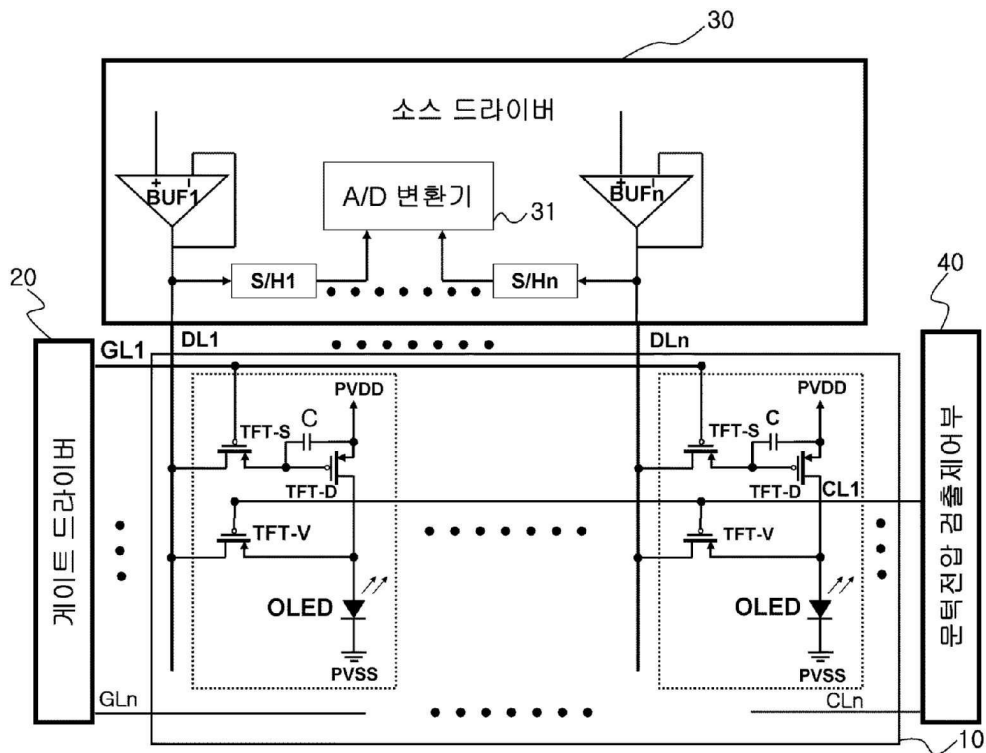 30
소스 드라이버
+ −
BUF1
A/D 변환기
31
+ −
BUFn
S/H1
S/Hn
20
40
DL1
DLn
GL1
PVDD
C
TFT-S
TFT-D
TFT-V
OLED
PVSS
PVDD
C
TFT-S
TFT-D
CL1
TFT-V
OLED
PVSS
게이트 드라이버
문턱전압 검출제어부
GLn
CLn
10